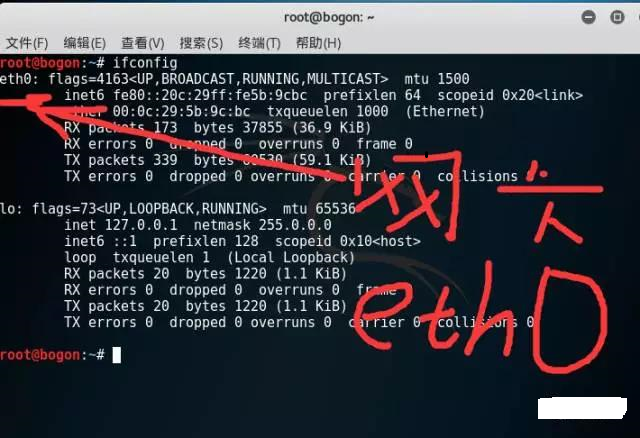 root@bogon: ~
文件(F) 编辑(E) 查看(V) 搜索(S) 终端(T) 帮助(H)
root@bogon:~# ifconfig
eth0: flags=4163<UP,BROADCAST,RUNNING,MULTICAST> mtu 1500
inet6 fe80::20c:29ff:fe5b:9cbc prefixlen 64 scopeid 0x20<link>
ether 00:0c:29:5b:9c:bc txqueuelen 1000 (Ethernet)
RX packets 173 bytes 37855 (36.9 KiB)
RX errors 0 dropped 0 overruns 0 frame 0
TX packets 339 bytes 60530 (59.1 KiB)
TX errors 0 dropped 0 overruns 0 carrier 0 collisions
lo: flags=73<UP,LOOPBACK,RUNNING> mtu 65536
inet 127.0.0.1 netmask 255.0.0.0
inet6 ::1 prefixlen 128 scopeid 0x10<host>
loop txqueuelen 1 (Local Loopback)
RX packets 20 bytes 1220 (1.1 KiB)
RX errors 0 dropped 0 overruns 0 frame 0
TX packets 20 bytes 1220 (1.1 KiB)
TX errors 0 dropped 0 overruns 0 carrier 0 collisions 0
root@bogon:~#
网
eth0